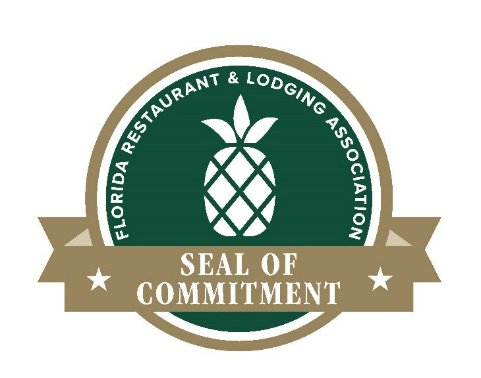 FLORIDA RESTAURANT & LODGING ASSOCIATION
SEAL OF
COMMITMENT